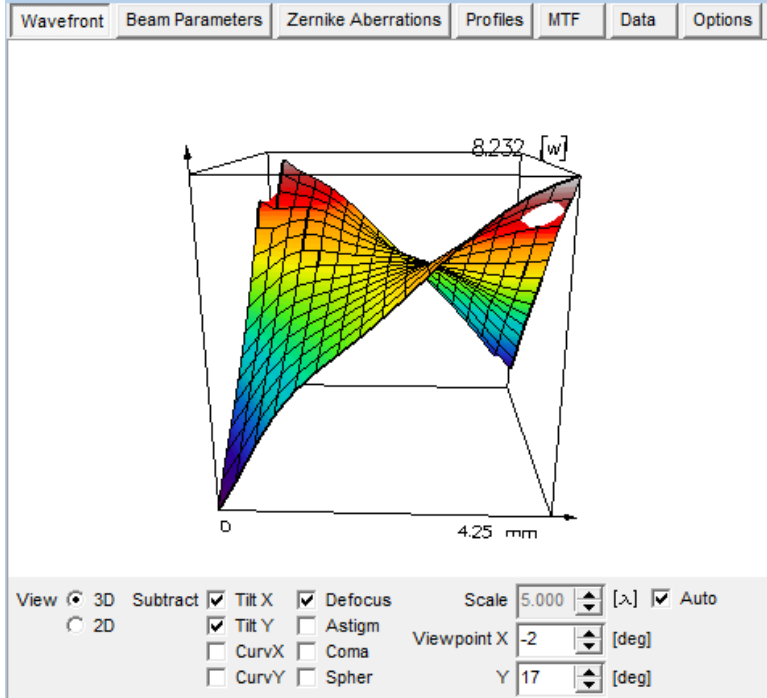 Wavefront Beam Parameters Zernike Aberrations Profiles MTF Data Options
8.232 [w]
0
4.25 mm
View 3D Subtract Tilt X Defocus Scale 5.000 [λ] Auto
2D Tilt Y Astigm Viewpoint X -2 [deg]
CurvX Coma
CurvY Spher Y 17 [deg]